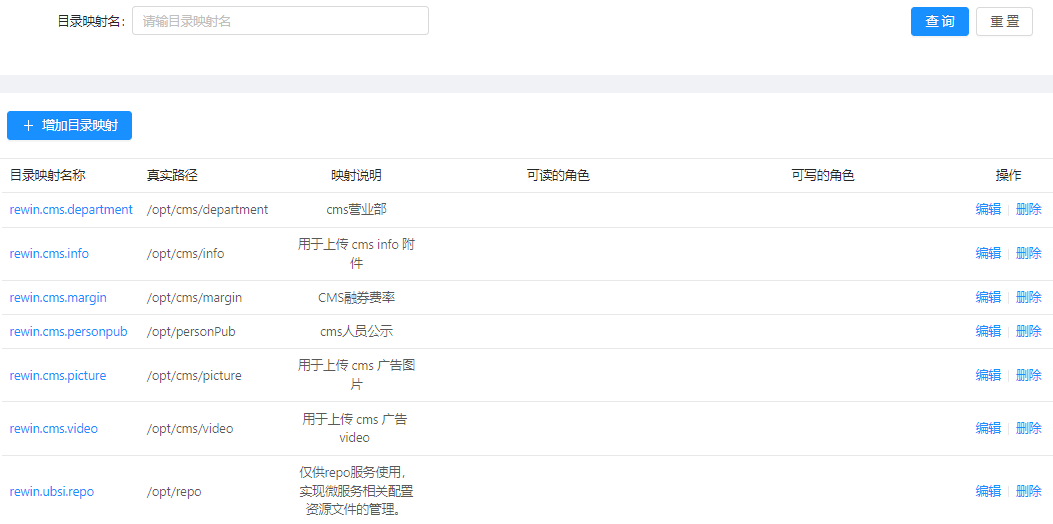 目录映射名:
请输目录映射名
查 询
重 置
+ 增加目录映射
目录映射名称 真实路径 映射说明 可读的角色 可写的角色 操作
rewin.cms.department /opt/cms/department cms营业部 编辑 删除
rewin.cms.info /opt/cms/info 用于上传 cms info 附
件 编辑 删除
rewin.cms.margin /opt/cms/margin CMS融券费率 编辑 删除
rewin.cms.personpub /opt/personPub cms人员公示 编辑 删除
rewin.cms.picture /opt/cms/picture 用于上传 cms 广告图
片 编辑 删除
rewin.cms.video /opt/cms/video 用于上传 cms 广告
video 编辑 删除
rewin.ubsi.repo /opt/repo 仅供repo服务使用，
实现微服务相关配置
资源文件的管理。 编辑 删除